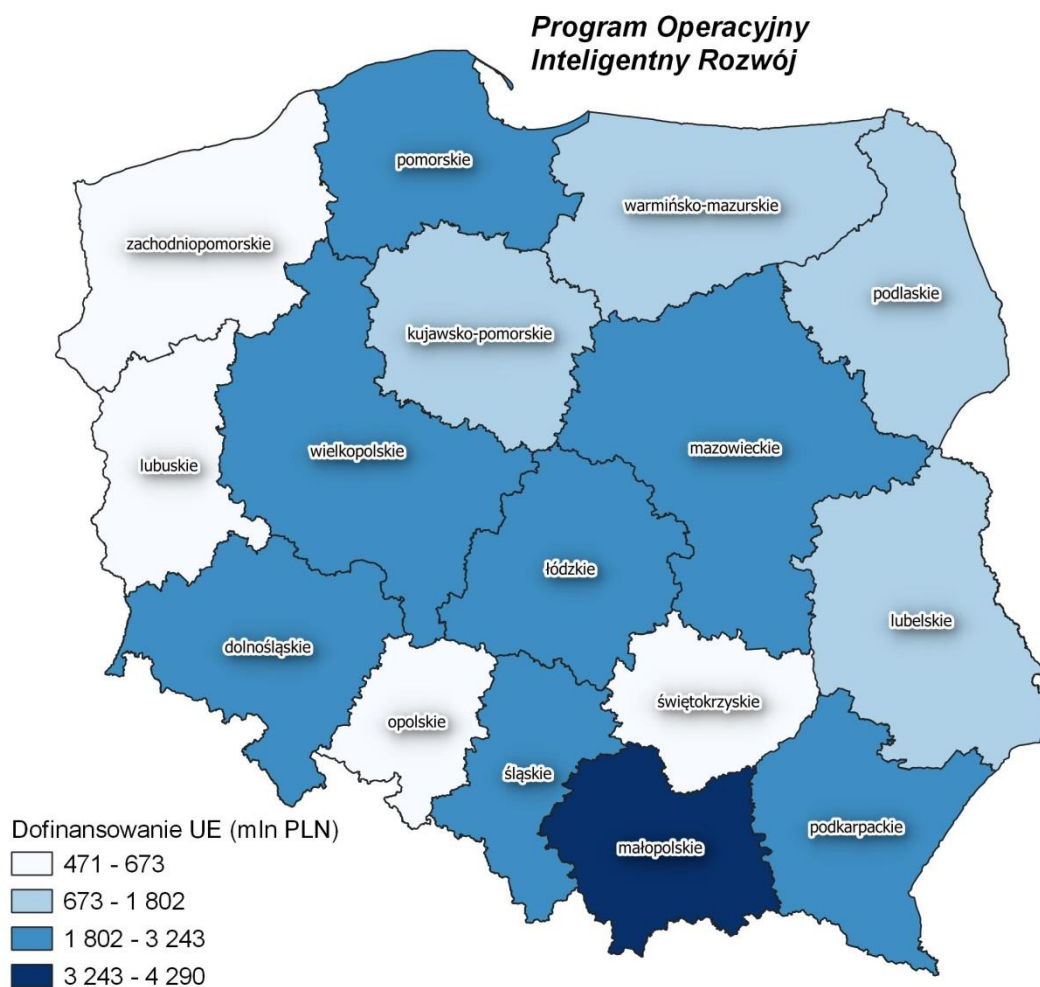 Program Operacyjny
Inteligentny Rozwój
pomorskie
warmińsko-mazurskie
zachodniopomorskie
podlaskie
kujawsko-pomorskie
wielkopolskie
mazowieckie
lubuskie
łódzkie
lubelskie
dolnośląskie
świętokrzyskie
opolskie
śląskie
podkarpackie
małopolskie
Dofinansowanie UE (mln PLN)
471 - 673
673 - 1 802
1 802 - 3 243
3 243 - 4 290